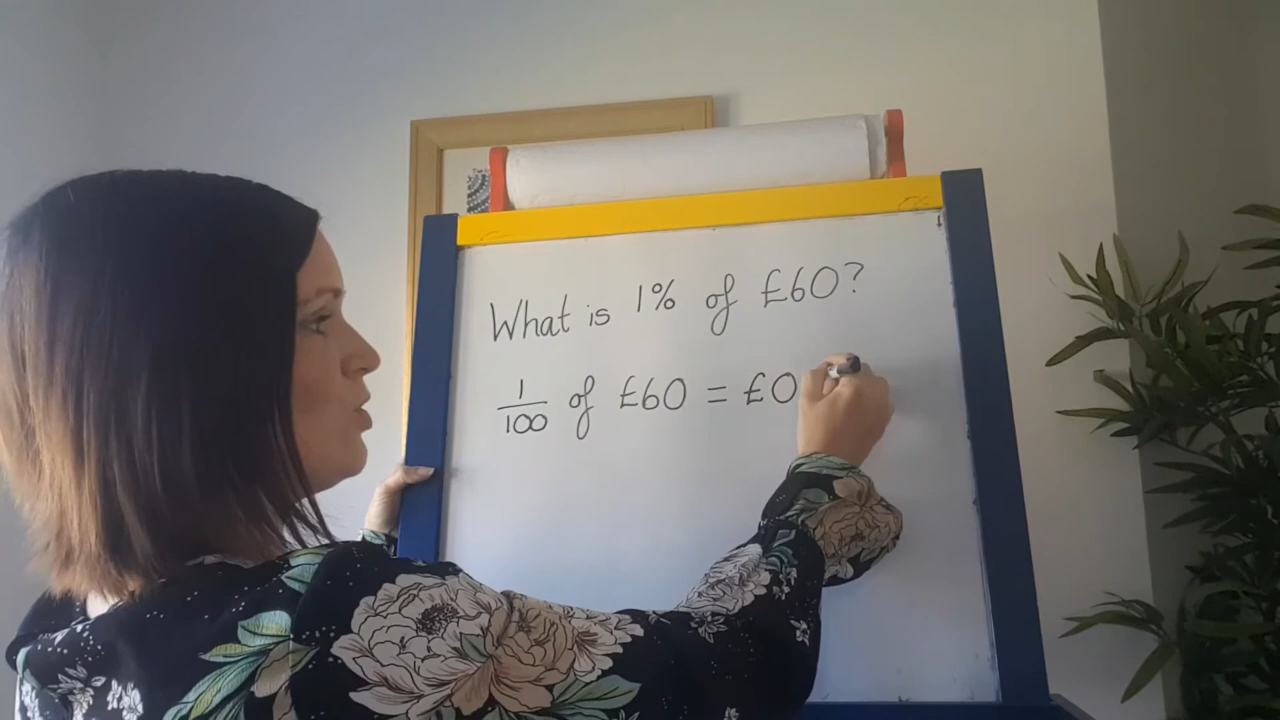 What is 1% of £60?
1/100 of £60 = £0